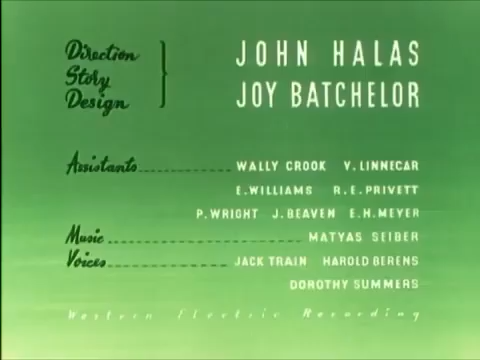 Direction
Story
Design
JOHN HALAS
JOY BATCHELOR
Assistants WALLY CROOK V. LINNECAR
E. WILLIAMS R. E. PRIVETT
P. WRIGHT J. BEAVEN E. H. MEYER
Music MATYAS SEIBER
Voices JACK TRAIN HAROLD BERENS
DOROTHY SUMMERS
Western Electric Recording